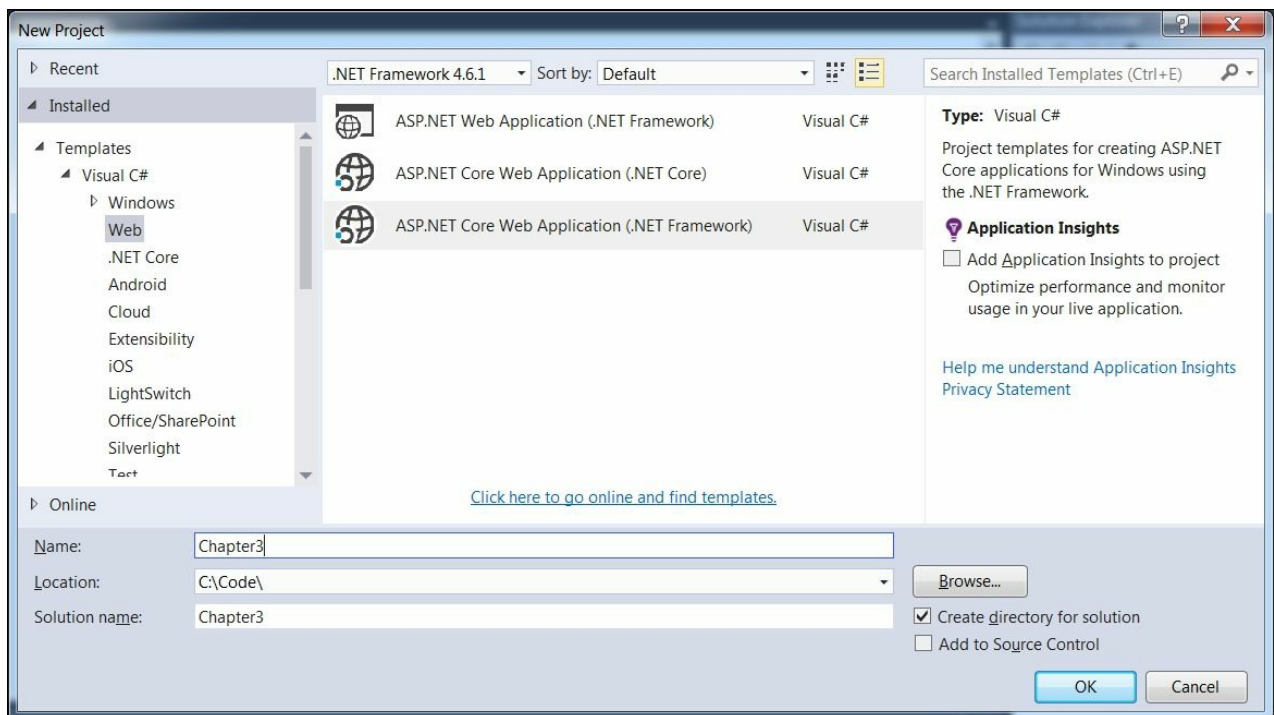 New Project
Recent
Installed
Templates
Visual C#
Windows
Web
.NET Core
Android
Cloud
Extensibility
iOS
LightSwitch
Office/SharePoint
Silverlight
Test
Online
.NET Framework 4.6.1
Sort by: Default
Search Installed Templates (Ctrl+E)
ASP.NET Web Application (.NET Framework) Visual C#
ASP.NET Core Web Application (.NET Core) Visual C#
ASP.NET Core Web Application (.NET Framework) Visual C#
Click here to go online and find templates.
Type: Visual C#
Project templates for creating ASP.NET
Core applications for Windows using
the .NET Framework.
Application Insights
Add Application Insights to project
Optimize performance and monitor
usage in your live application.
Help me understand Application Insights
Privacy Statement
Name: Chapter3
Location: C:\Code\
Browse...
Solution name: Chapter3
Create directory for solution
Add to Source Control
OK
Cancel